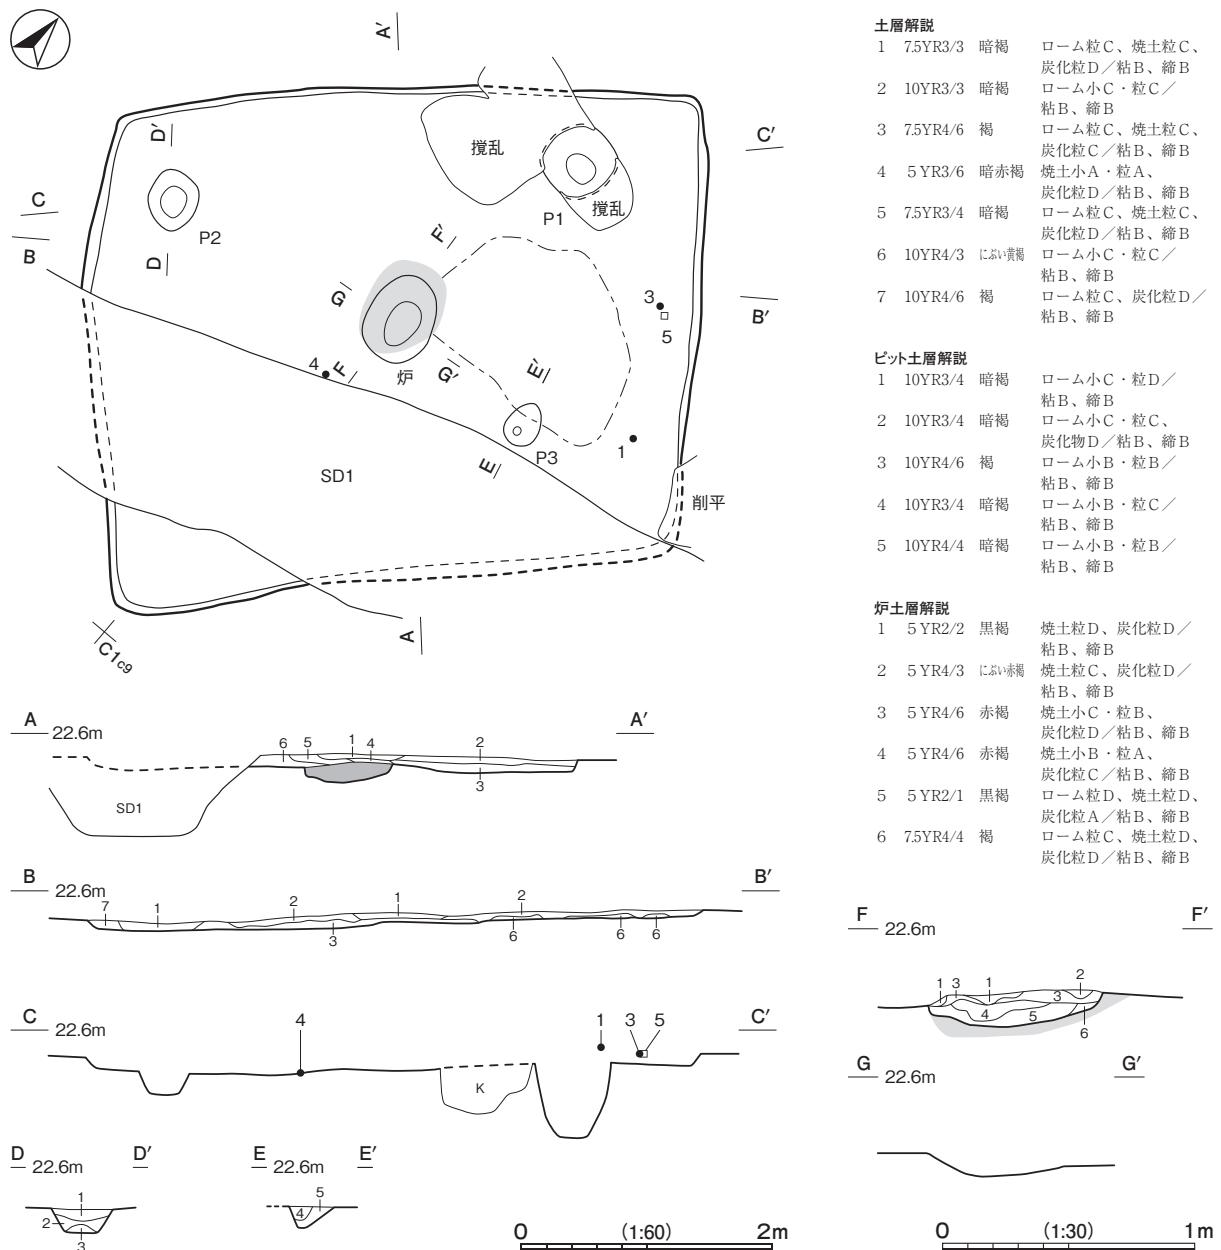 A′
D′
撹乱
C′
C
P1
撹乱
P2
B
D
F′
G
3
B′
5
4
F
炉
G′
E′
P3
1
E
SD1
削平
A
C1c9
土層解説
1 7.5YR3/3 暗褐 ローム粒C、焼土粒C、
炭化粒D／粘B、締B
2 10YR3/3 暗褐 ローム小C・粒C／
粘B、締B
3 7.5YR4/6 褐 ローム粒C、焼土粒C、
炭化粒C／粘B、締B
4 5YR3/6 暗赤褐 焼土小A・粒A、
炭化粒D／粘B、締B
5 7.5YR3/4 暗褐 ローム粒C、焼土粒C、
炭化粒D／粘B、締B
6 10YR4/3 にぶい黄褐 ローム小C・粒C／
粘B、締B
7 10YR4/6 褐 ローム粒C、炭化粒D／
粘B、締B
ピット土層解説
1 10YR3/4 暗褐 ローム小C・粒D／
粘B、締B
2 10YR3/4 暗褐 ローム小C・粒C、
炭化物D／粘B、締B
3 10YR4/6 褐 ローム小B・粒B／
粘B、締B
4 10YR3/4 暗褐 ローム小B・粒C／
粘B、締B
5 10YR4/4 暗褐 ローム小B・粒B／
粘B、締B
炉土層解説
1 5YR2/2 黒褐 焼土粒D、炭化粒D／
粘B、締B
2 5YR4/3 にぶい赤褐 焼土粒C、炭化粒D／
粘B、締B
3 5YR4/6 赤褐 焼土小C・粒B、
炭化粒D／粘B、締B
4 5YR4/6 赤褐 焼土小B・粒A、
炭化粒C／粘B、締B
5 5YR2/1 黒褐 ローム粒D、焼土粒D、
炭化粒A／粘B、締B
6 7.5YR4/4 褐 ローム粒C、焼土粒D、
炭化粒D／粘B、締B
A 22.6m A′
6 5 1 4 2
3
SD1
B 22.6m B′
7 1 2 1 2
3 6 6 6
C 22.6m 4 1 3 5 C′
K
D 22.6m D′
1
2
3
E 22.6m E′
5
4
F 22.6m F′
1 3 1 2
3
4 5
6
G 22.6m G′
0 (1:60) 2m
0 (1:30) 1m